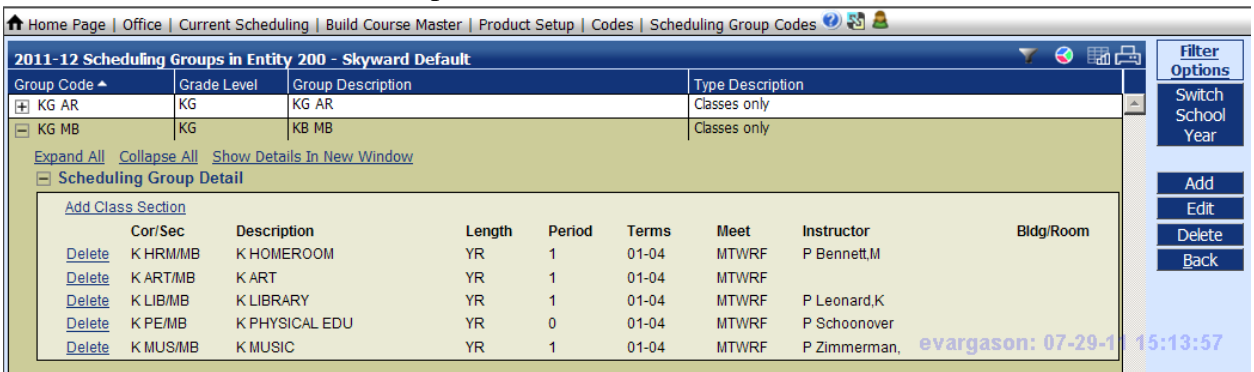 Home Page | Office | Current Scheduling | Build Course Master | Product Setup | Codes | Scheduling Group Codes
2011-12 Scheduling Groups in Entity 200 - Skyward Default
Group Code Grade Level Group Description Type Description
KG AR KG KG AR Classes only
KG MB KG KB MB Classes only
Expand All Collapse All Show Details In New Window
Scheduling Group Detail
Add Class Section
Cor/Sec Description Length Period Terms Meet Instructor Bldg/Room
Delete K HRM/MB K HOMEROOM YR 1 01-04 MTWRF P Bennett,M
Delete K ART/MB K ART YR 1 01-04 MTWRF
Delete K LIB/MB K LIBRARY YR 1 01-04 MTWRF P Leonard,K
Delete K PE/MB K PHYSICAL EDU YR 0 01-04 MTWRF P Schoonover
Delete K MUS/MB K MUSIC YR 1 01-04 MTWRF P Zimmerman,
evargason: 07-29-11 15:13:57
Filter
Options
Switch
School
Year
Add
Edit
Delete
Back